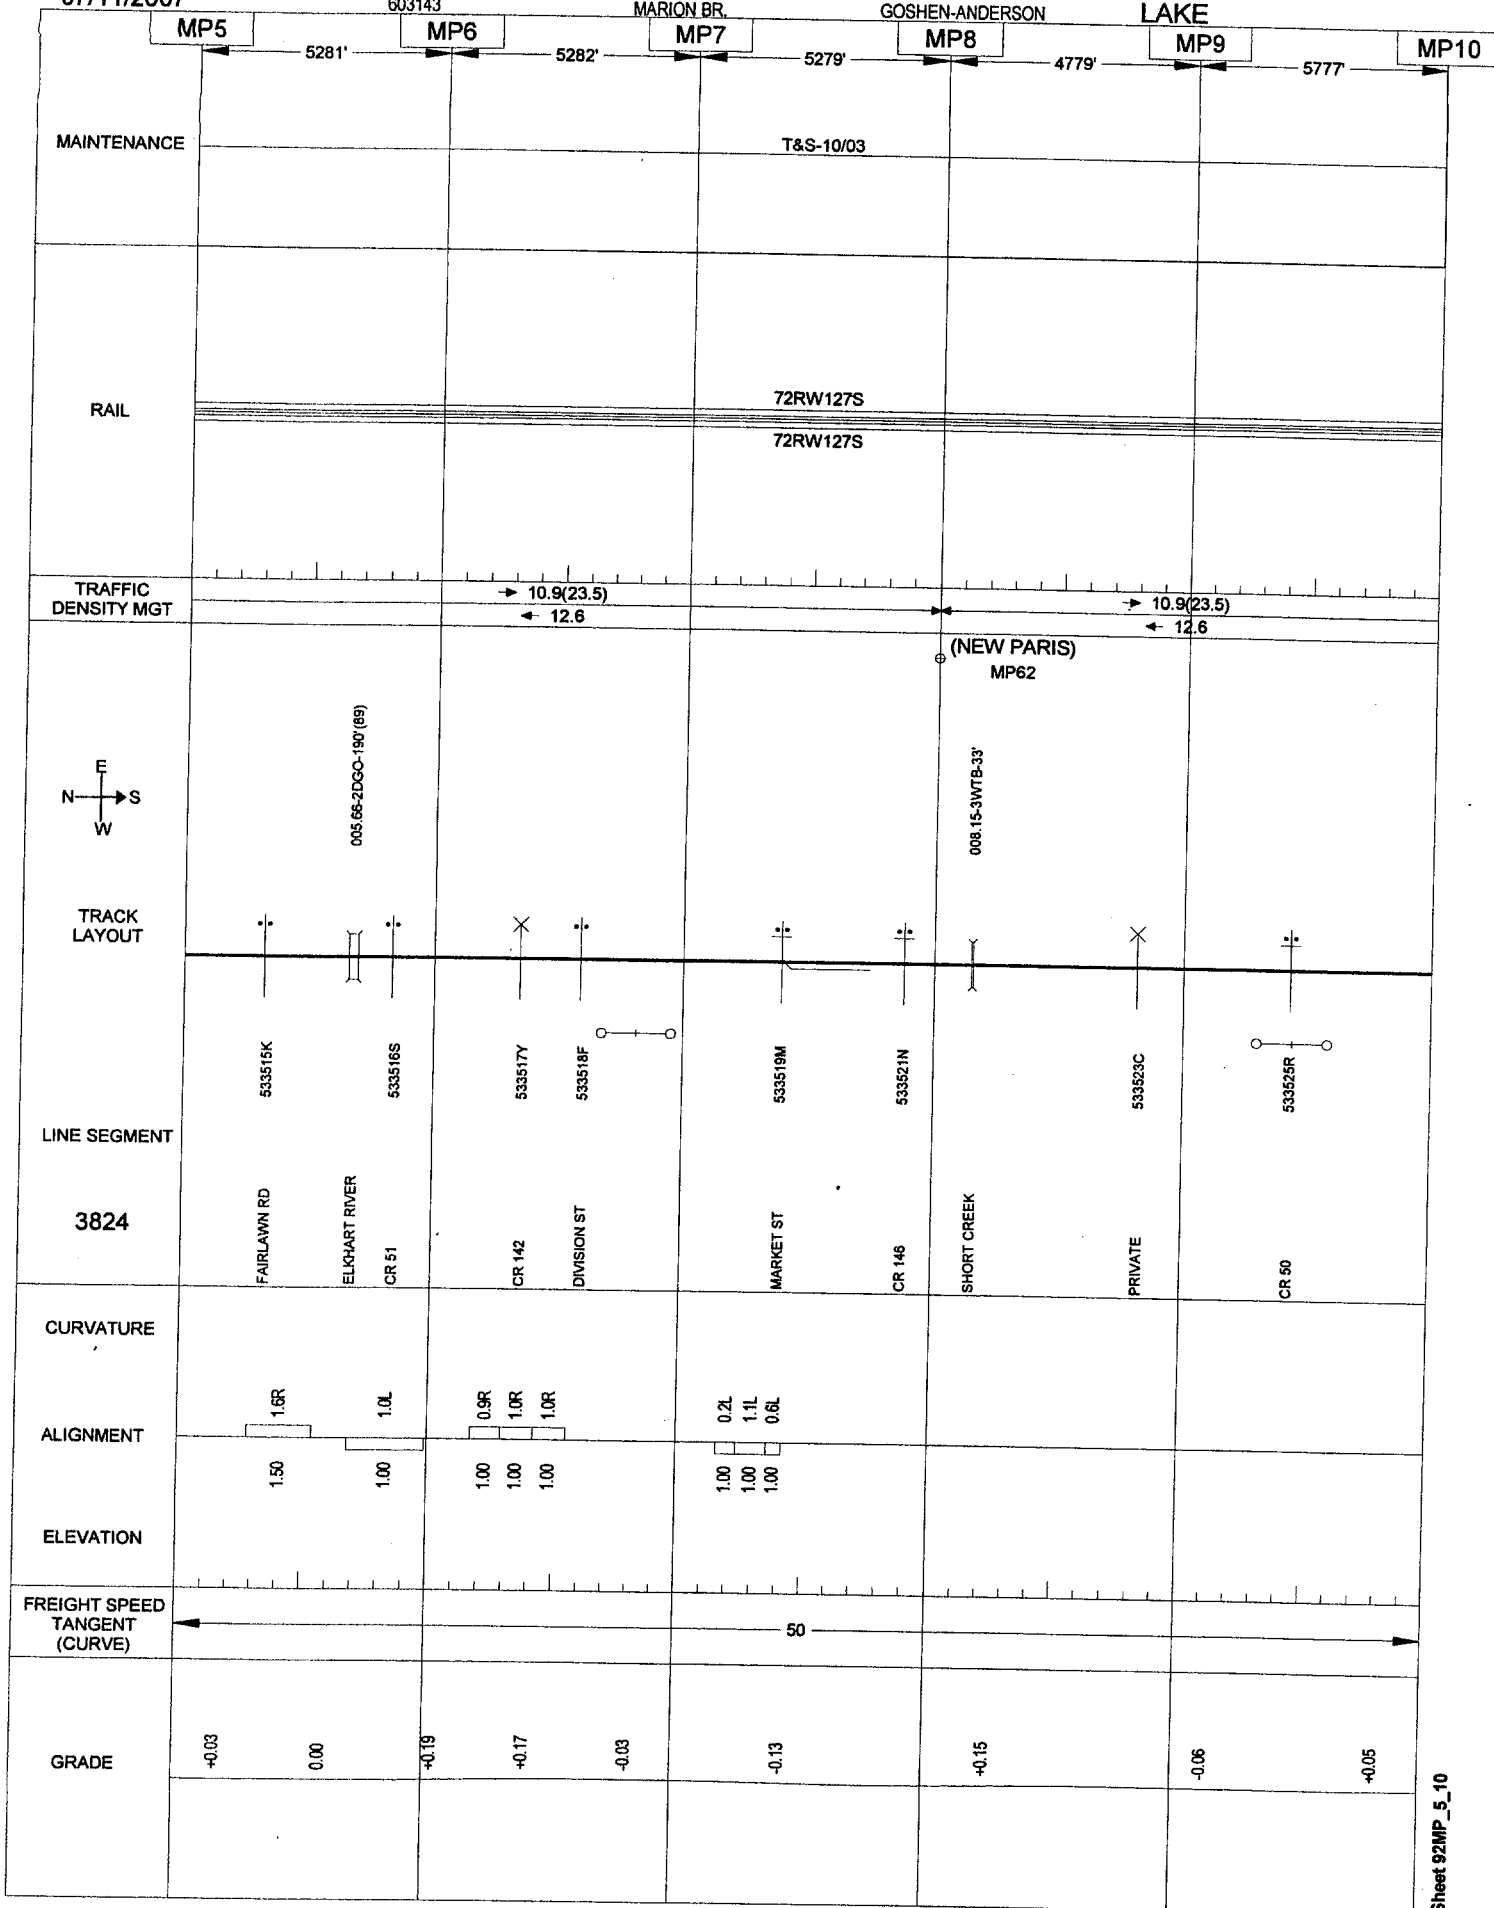 603143 MARION BR. GOSHEN-ANDERSON LAKE
MP5 MP6 MP7 MP8 MP9 MP10
5281' 5282' 5279' 4779' 5777'
MAINTENANCE
T&S-10/03
RAIL
72RW127S
72RW127S
TRAFFIC
DENSITY MGT
10.9(23.5) 10.9(23.5)
12.6 12.6
(NEW PARIS)
MP62
005.66-2DGO-190'(89)
008.15-3WTB-33'
E
N S
W
TRACK
LAYOUT
533515K
533516S
533517Y
533518F
533519M
533521N
533523C
533525R
LINE SEGMENT
3824
FAIRLAWN RD
ELKHART RIVER
CR 51
CR 142
DIVISION ST
MARKET ST
CR 146
SHORT CREEK
PRIVATE
CR 50
CURVATURE
1.6R 1.0L 0.9R 1.0R 1.0R 0.2L 1.1L 0.6L
ALIGNMENT
1.50 1.00 1.00 1.00 1.00 1.00 1.00 1.00
ELEVATION
FREIGHT SPEED
TANGENT
(CURVE)
50
GRADE
+0.03 0.00 +0.19 +0.17 -0.03 -0.13 +0.15 -0.06 +0.05
Sheet 92MP_5_10